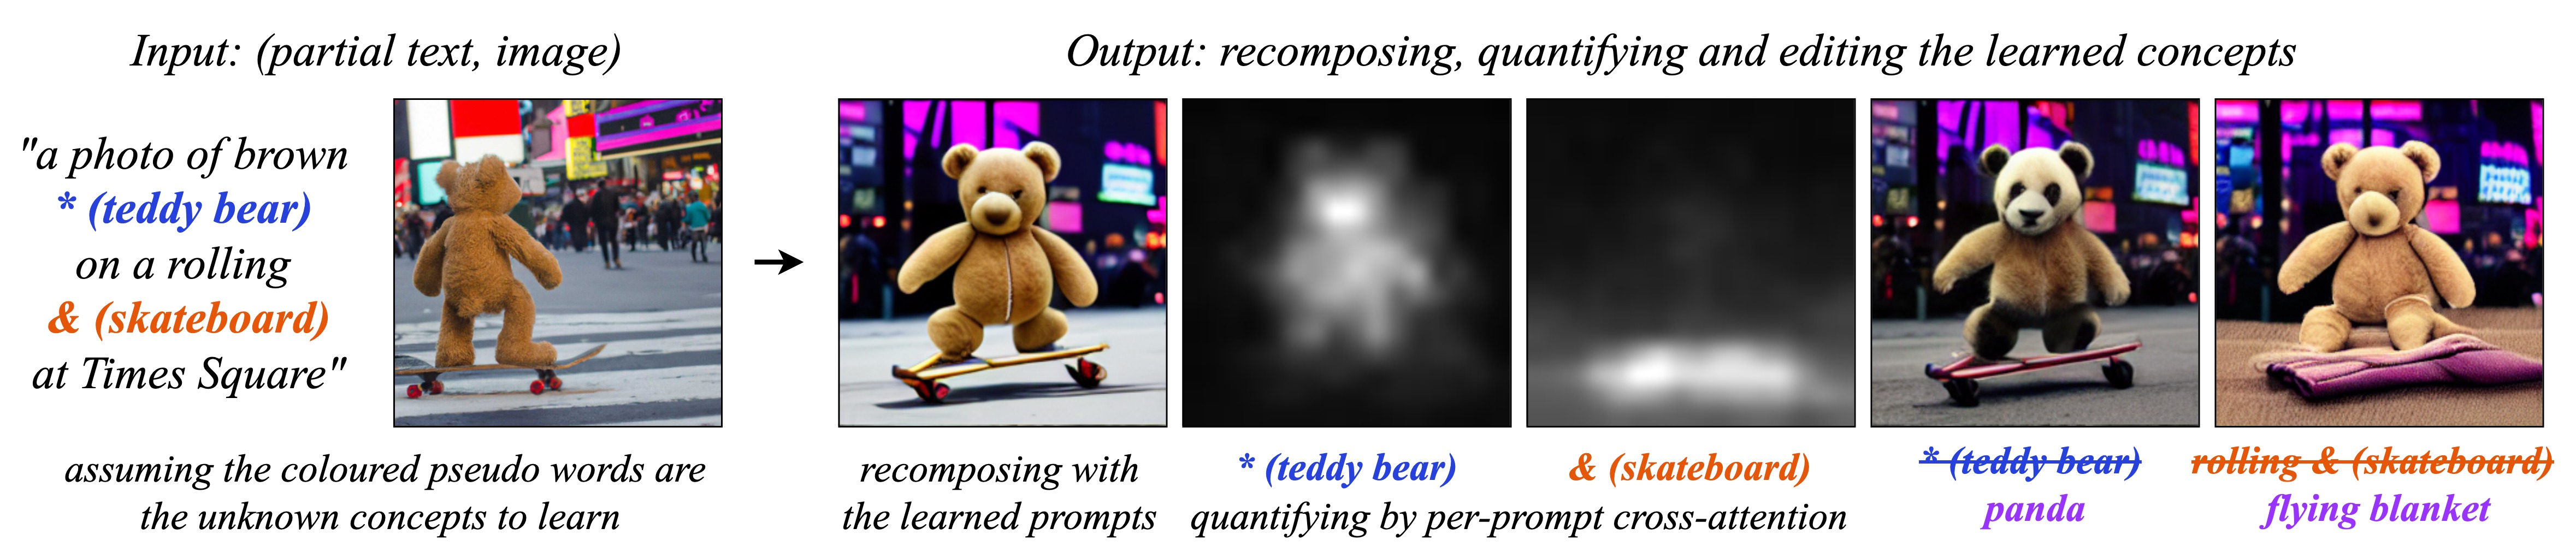 Input: (partial text, image)
Output: recomposing, quantifying and editing the learned concepts
"a photo of brown
* (teddy bear)
on a rolling
& (skateboard)
at Times Square"
assuming the coloured pseudo words are
the unknown concepts to learn
recomposing with
the learned prompts
* (teddy bear)
& (skateboard)
quantifying by per-prompt cross-attention
* (teddy bear)
panda
rolling & (skateboard)
flying blanket